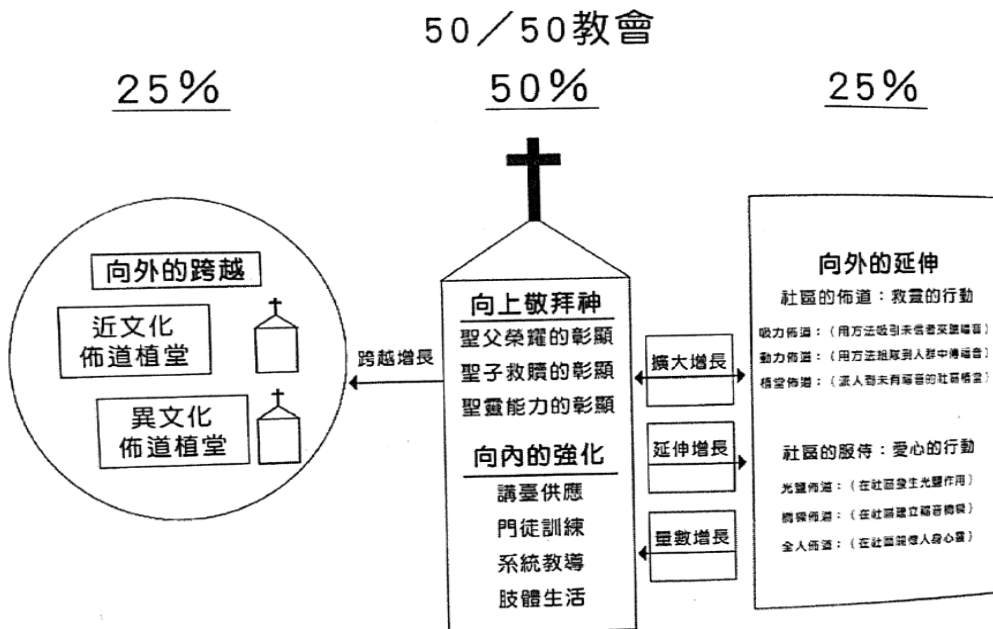 50／50教會
25%
50%
25%
向外的跨越
近文化
佈道植堂
異文化
佈道植堂
跨越增長
向上敬拜神
聖父榮耀的彰顯
聖子救贖的彰顯
聖靈能力的彰顯
向內的強化
講臺供應
門徒訓練
系統教導
肢體生活
擴大增長
延伸增長
量數增長
向外的延伸
社區的佈道：救靈的行動
吸力佈道：（用方法吸引未信者來聽福音）
動力佈道：（用方法組隊到人群中傳福音）
植堂佈道：（派人到未有福音的社區植堂）
社區的服侍：愛心的行動
光鹽佈道：（在社區發生光鹽作用）
橋樑佈道：（在社區建立福音橋樑）
全人佈道：（在社區關懷人身心靈）